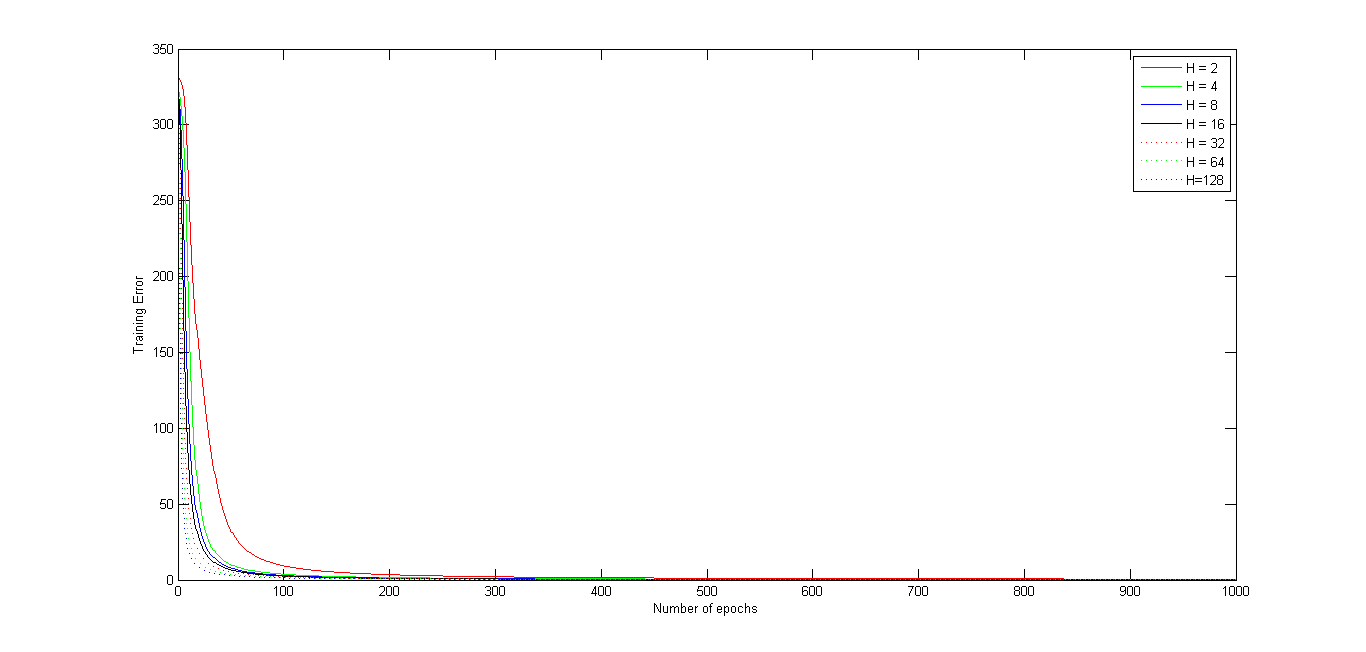 350
300
250
200
150
100
50
0
Training Error
0 100 200 300 400 500 600 700 800 900 1000
Number of epochs
H = 2
H = 4
H = 8
H = 16
H = 32
H = 64
H=128